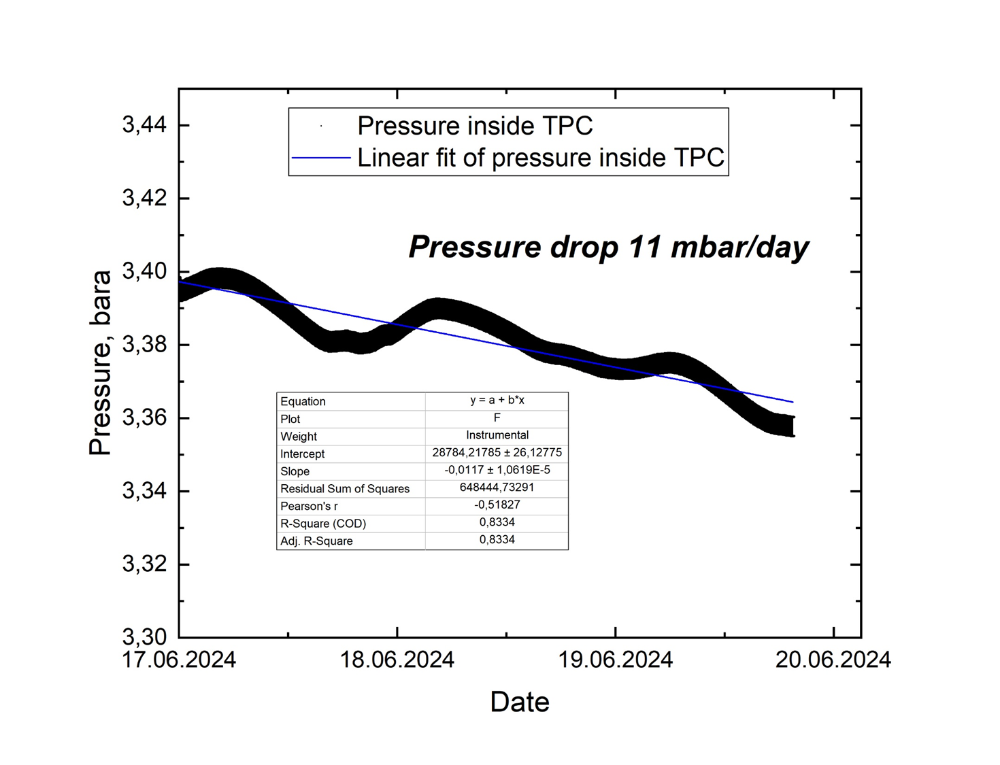 Pressure inside TPC
Linear fit of pressure inside TPC
Pressure drop 11 mbar/day
Pressure, bara
3,44
3,42
3,40
3,38
3,36
3,34
3,32
3,30
Equation y = a + b*x
Plot F
Weight Instrumental
Intercept 28784,21785 ± 26,12775
Slope -0,0117 ± 1,0619E-5
Residual Sum of Squares 648444,73291
Pearson's r -0,51827
R-Square (COD) 0,8334
Adj. R-Square 0,8334
17.06.2024 18.06.2024 19.06.2024 20.06.2024
Date